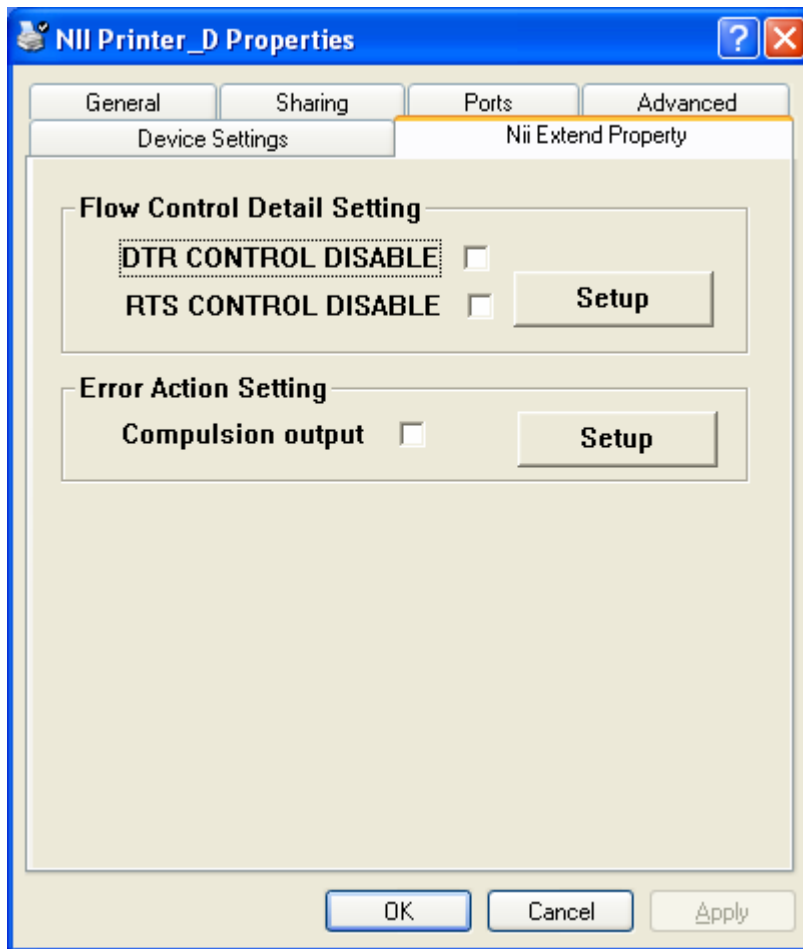 NII Printer_D Properties
?
General Sharing Ports Advanced
Device Settings Nii Extend Property
Flow Control Detail Setting
DTR CONTROL DISABLE
RTS CONTROL DISABLE
Setup
Error Action Setting
Compulsion output
Setup
OK Cancel Apply